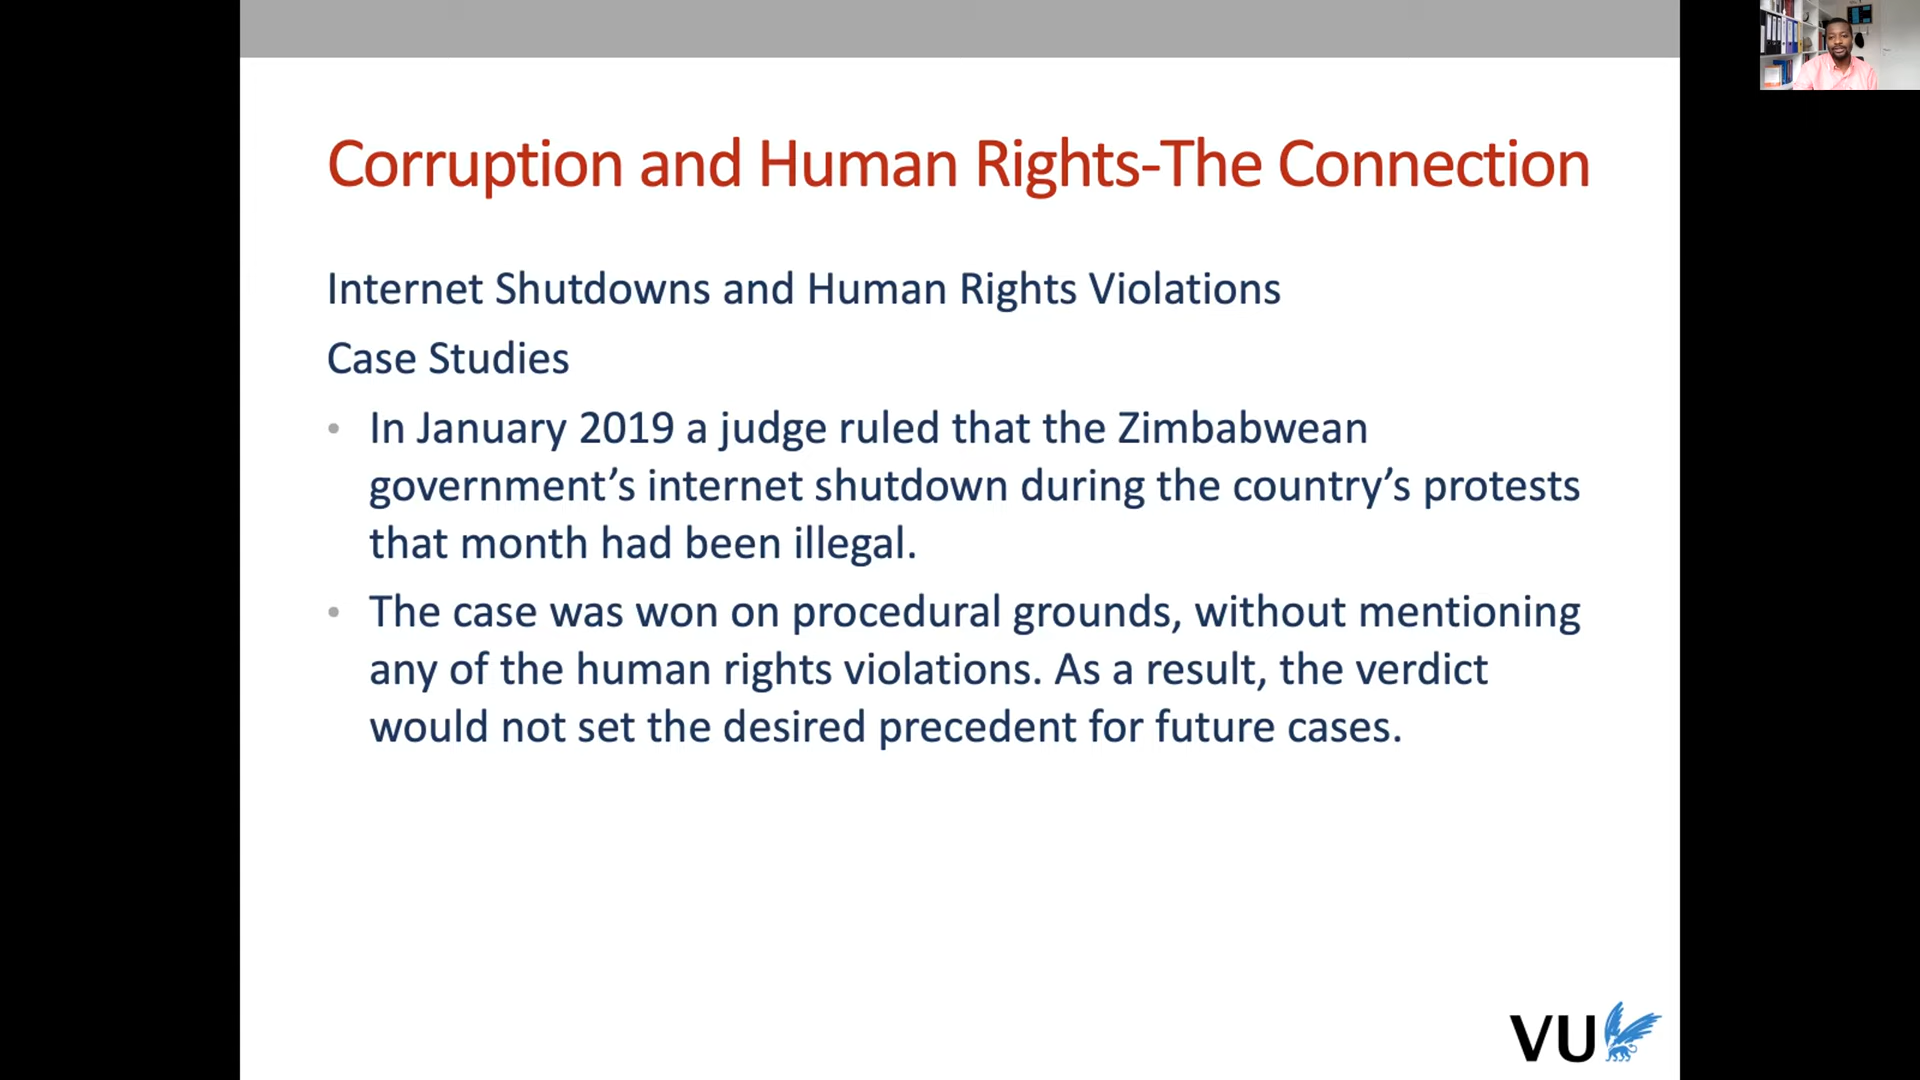 Corruption and Human Rights-The Connection
Internet Shutdowns and Human Rights Violations
Case Studies
• In January 2019 a judge ruled that the Zimbabwean
government’s internet shutdown during the country’s protests
that month had been illegal.
• The case was won on procedural grounds, without mentioning
any of the human rights violations. As a result, the verdict
would not set the desired precedent for future cases.
VU